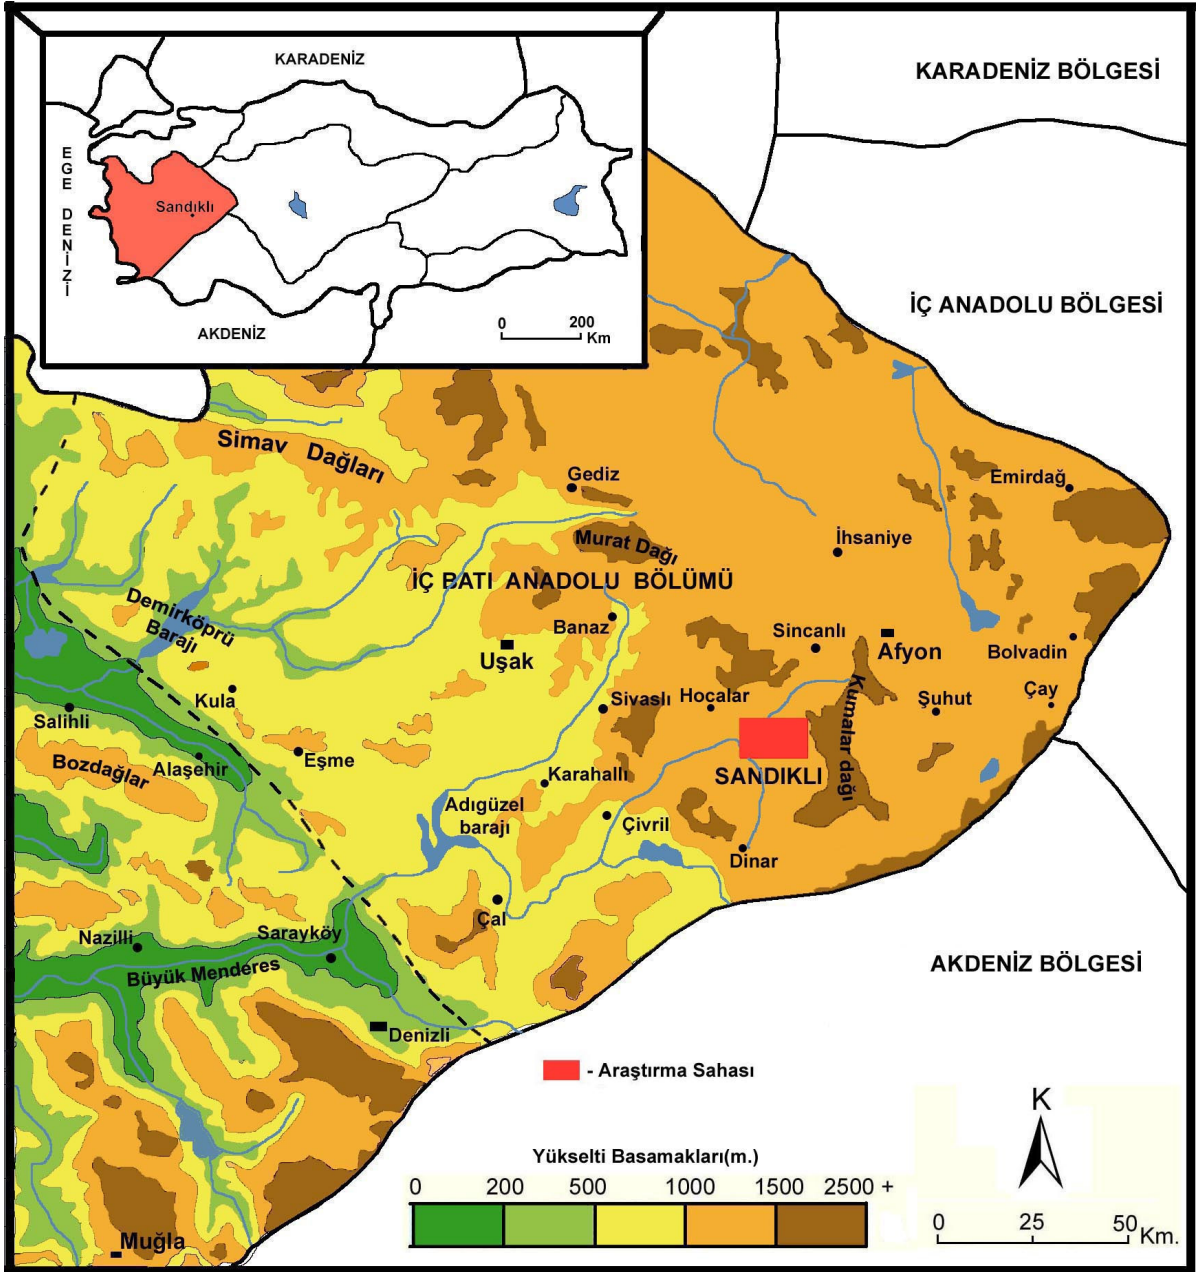 KARADENİZ
EGE DENİZİ
Sandıklı
AKDENİZ
0 200
Km
KARADENİZ BÖLGESİ
İÇ ANADOLU BÖLGESİ
Simav Dağları
Gediz
Emirdağ
Murat Dağı
İhsaniye
İÇ BATI ANADOLU BÖLÜMÜ
Demirköprü
Barajı
Banaz
Sincanlı
Uşak
Afyon
Bolvadin
Kula
Sivaslı
Hocalar
Kumalar dağı
Şuhut
Çay
Salihli
Bozdağlar
Alaşehir
Eşme
Karahallı
SANDIKLI
Adıgüzel
barajı
Çivril
Dinar
Çal
Nazilli
Sarayköy
Büyük Menderes
AKDENİZ BÖLGESİ
Denizli
- Araştırma Sahası
Muğla
Yükselti Basamakları(m.)
0 200 500 1000 1500 2500 +
K
0 25 50
Km.